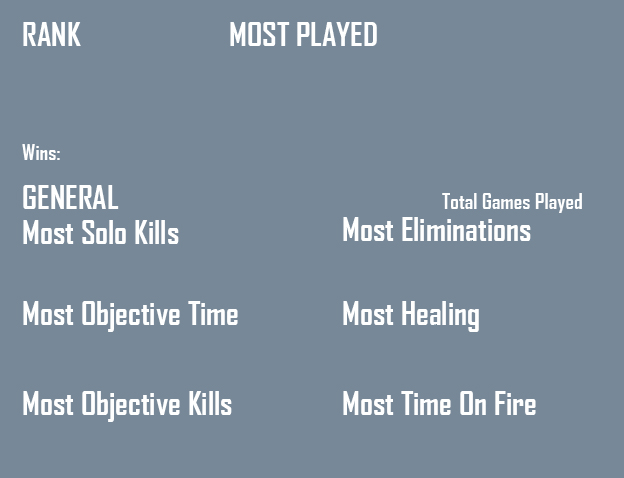 RANK MOST PLAYED
Wins:
GENERAL Total Games Played
Most Solo Kills Most Eliminations
Most Objective Time Most Healing
Most Objective Kills Most Time On Fire